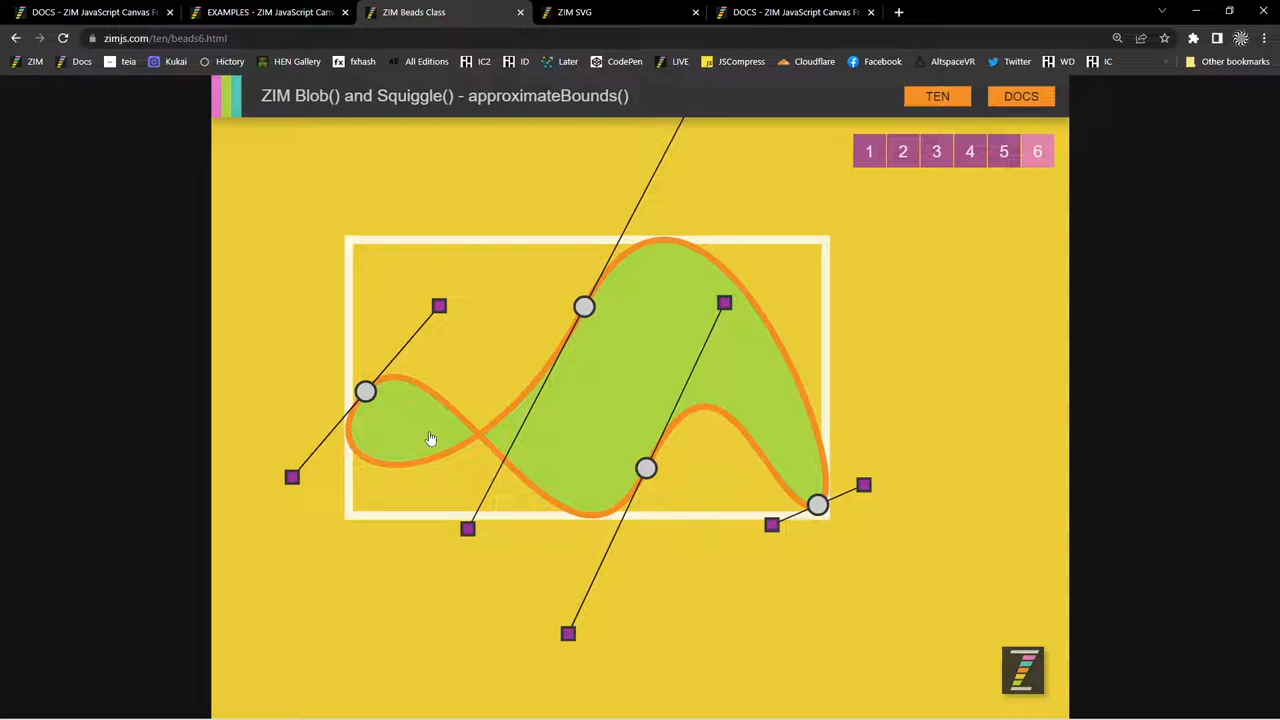 DOCS - ZIM JavaScript Canvas Fr
EXAMPLES - ZIM JavaScript Canv
ZIM Beads Class
ZIM SVG
DOCS - ZIM JavaScript Canvas Fr
zimjs.com/ten/beads6.html
ZIM
Docs
teia
Kukai
Hictory
HEN Gallery
fxhash
All Editions
IC2
ID
Later
CodePen
LIVE
JSCompress
Cloudflare
Facebook
AltspaceVR
Twitter
WD
IC
Other bookmarks
ZIM Blob() and Squiggle() - approximateBounds()
TEN
DOCS
1 2 3 4 5 6